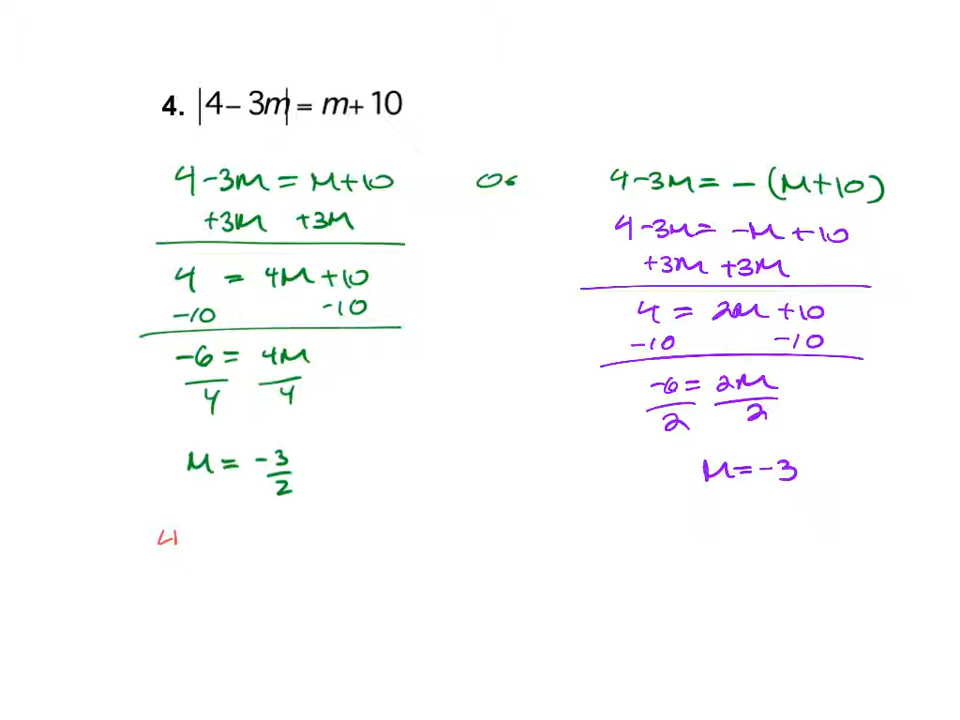 4. |4 – 3m| = m + 10
4 - 3m = m + 10 or 4 - 3m = - (m + 10)
+3m +3m
4 - 3m = -m + 10
+3m +3m
4 = 4m + 10
-10 -10
4 = 2m + 10
-10 -10
-6 = 4m
4 4
-6 = 2m
2 2
m = -3/2
m = -3
4